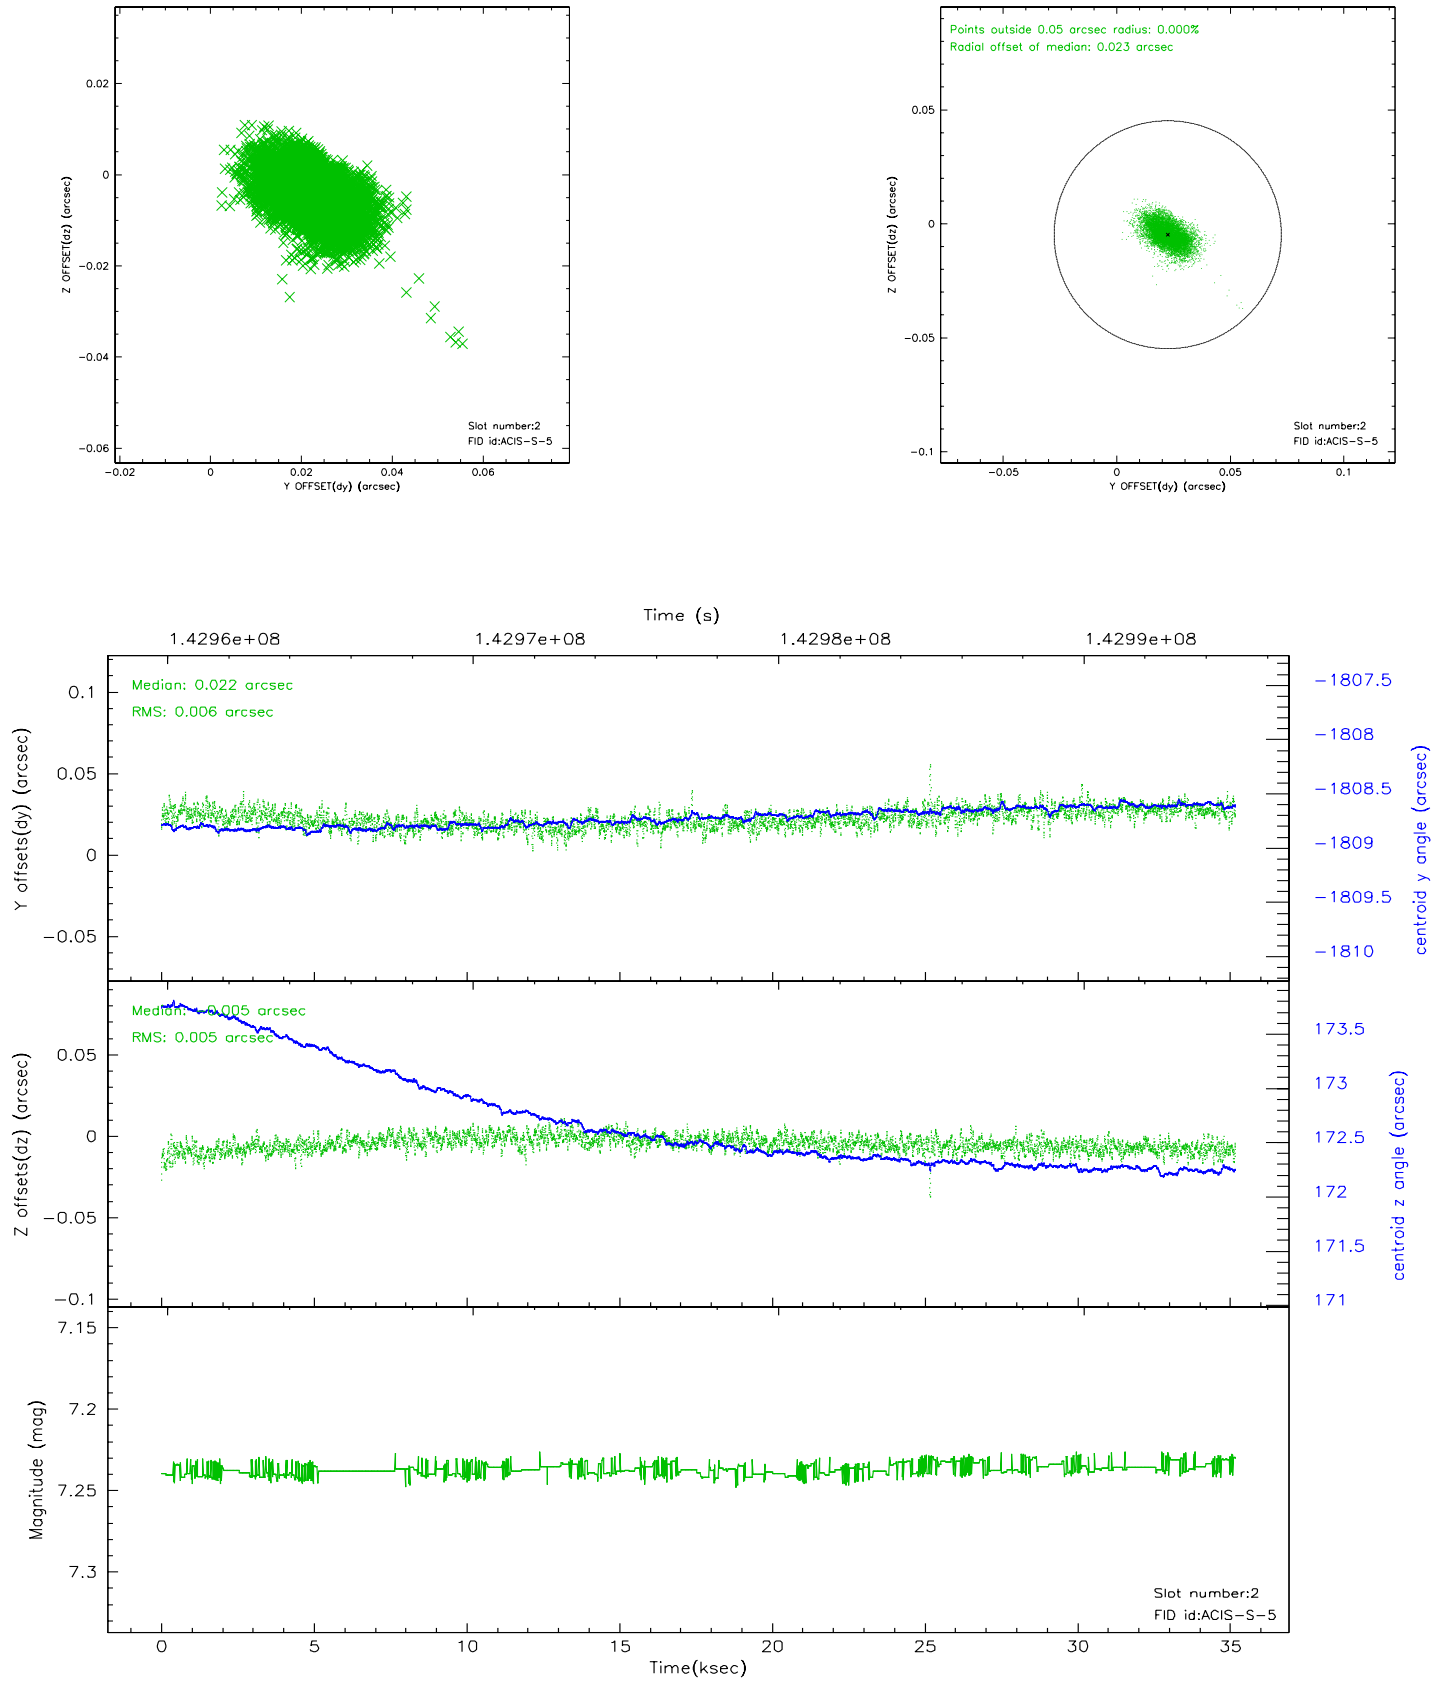 0.02
0
-0.02
-0.04
-0.06
Z OFFSET(dz) (arcsec)
Slot number:2
FID id:ACIS-S-5
-0.02 0 0.02 0.04 0.06
Y OFFSET(dy) (arcsec)
Points outside 0.05 arcsec radius: 0.000%
Radial offset of median: 0.023 arcsec
0.05
0
-0.05
-0.1
Z OFFSET(dz) (arcsec)
Slot number:2
FID id:ACIS-S-5
-0.05 0 0.05 0.1
Y OFFSET(dy) (arcsec)
Time (s)
1.4296e+08 1.4297e+08 1.4298e+08 1.4299e+08
Median: 0.022 arcsec
RMS: 0.006 arcsec
0.1
0.05
0
-0.05
Y offsets(dy) (arcsec)
-1807.5
-1808
-1808.5
-1809
-1809.5
-1810
centroid y angle (arcsec)
Median: -0.005 arcsec
RMS: 0.005 arcsec
0.05
0
-0.05
-0.1
Z offsets(dz) (arcsec)
173.5
173
172.5
172
171.5
171
centroid z angle (arcsec)
7.15
7.2
7.25
7.3
Magnitude (mag)
Slot number:2
FID id:ACIS-S-5
0 5 10 15 20 25 30 35
Time(ksec)